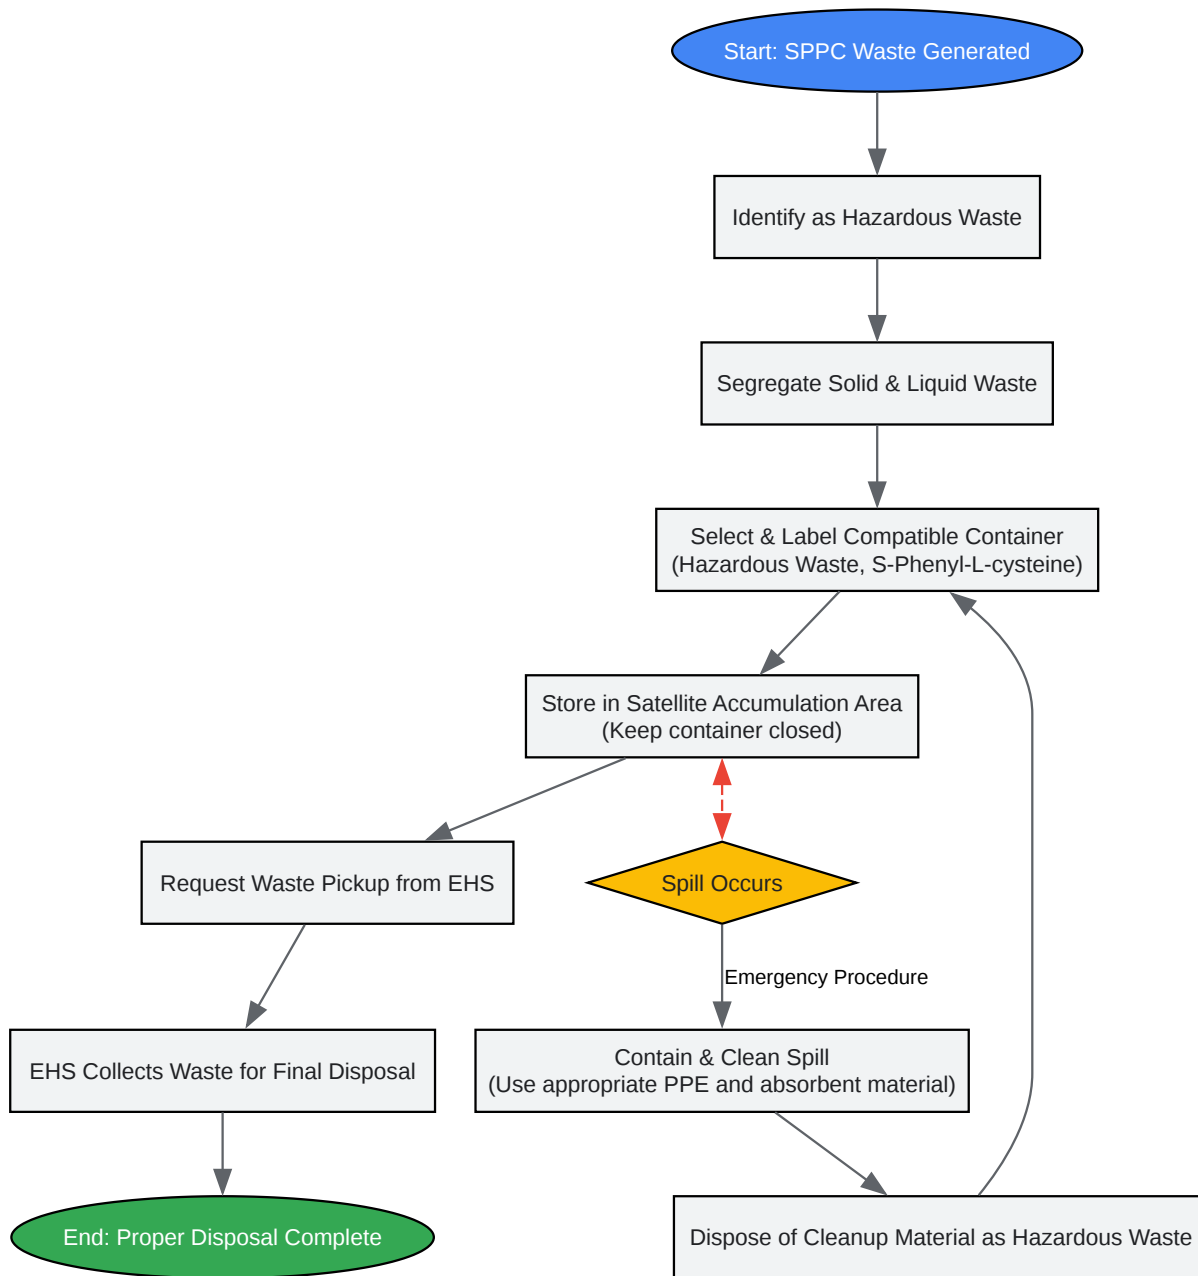 Start: SPPC Waste Generated
Identify as Hazardous Waste
Segregate Solid & Liquid Waste
Select & Label Compatible Container
(Hazardous Waste, S-Phenyl-L-cysteine)
Store in Satellite Accumulation Area
(Keep container closed)
Request Waste Pickup from EHS
Spill Occurs
Emergency Procedure
EHS Collects Waste for Final Disposal
Contain & Clean Spill
(Use appropriate PPE and absorbent material)
End: Proper Disposal Complete
Dispose of Cleanup Material as Hazardous Waste